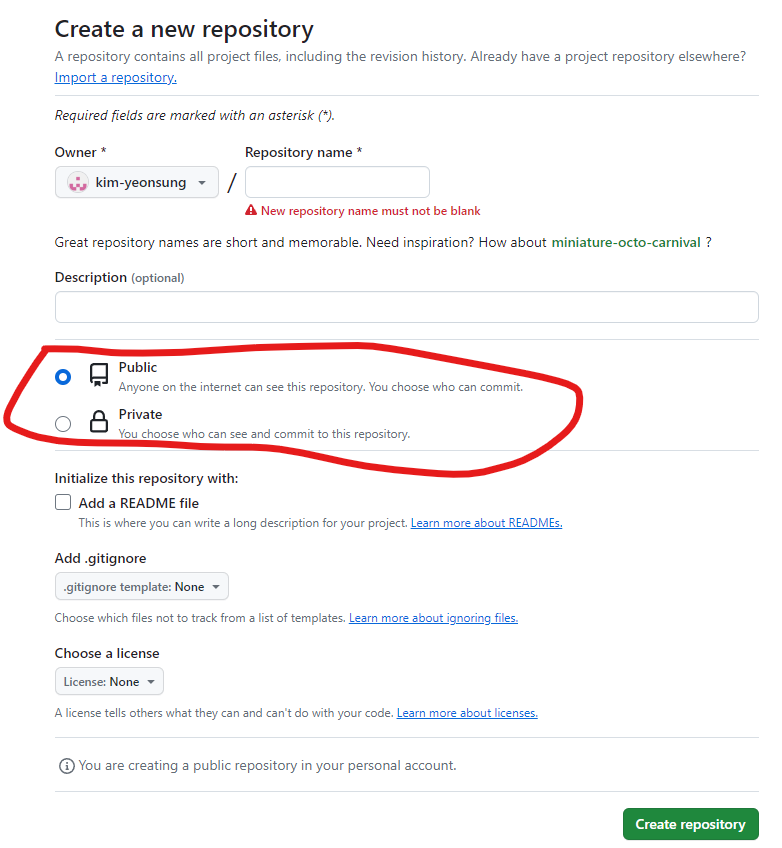 Create a new repository
A repository contains all project files, including the revision history. Already have a project repository elsewhere?
Import a repository.
Required fields are marked with an asterisk (*).
Owner * Repository name *
kim-yeonsung /
New repository name must not be blank
Great repository names are short and memorable. Need inspiration? How about miniature-octo-carnival ?
Description (optional)
Public
Anyone on the internet can see this repository. You choose who can commit.
Private
You choose who can see and commit to this repository.
Initialize this repository with:
Add a README file
This is where you can write a long description for your project. Learn more about READMEs.
Add .gitignore
.gitignore template: None
Choose which files not to track from a list of templates. Learn more about ignoring files.
Choose a license
License: None
A license tells others what they can and can't do with your code. Learn more about licenses.
You are creating a public repository in your personal account.
Create repository